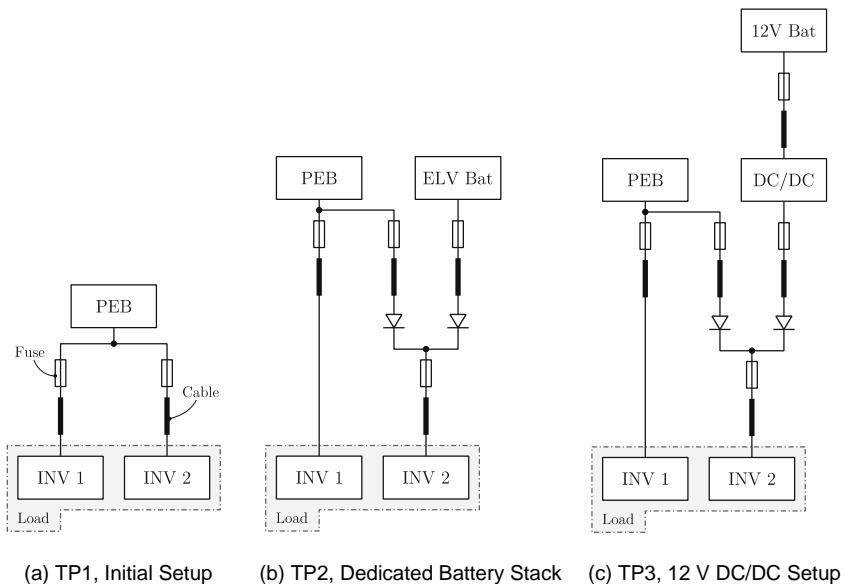 12V Bat
PEB
ELV Bat
PEB
DC/DC
PEB
Fuse
Cable
INV 1
INV 2
Load
INV 1
INV 2
Load
INV 1
INV 2
Load
(a) TP1, Initial Setup
(b) TP2, Dedicated Battery Stack
(c) TP3, 12 V DC/DC Setup